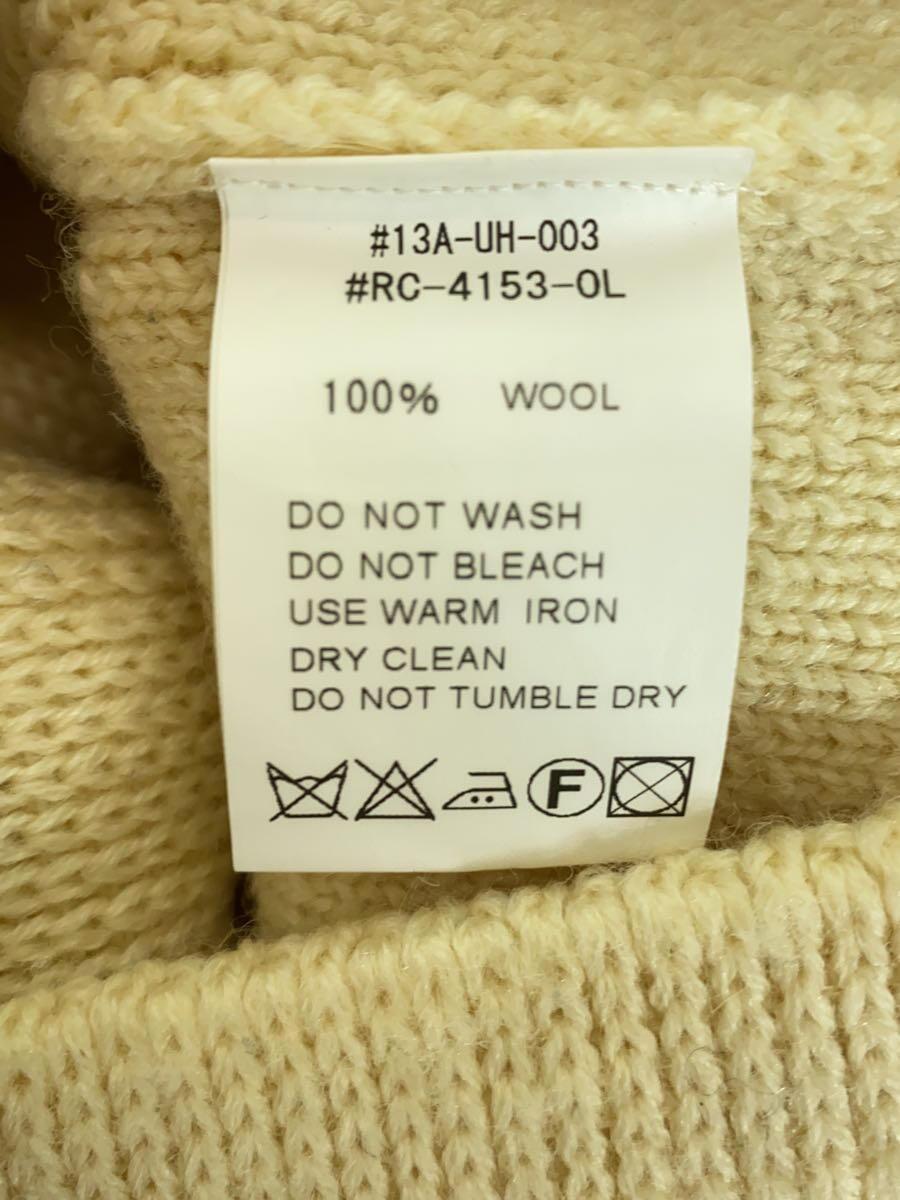 #13A-UH-003
#RC-4153-OL
100% WOOL
DO NOT WASH
DO NOT BLEACH
USE WARM IRON
DRY CLEAN
DO NOT TUMBLE DRY
F